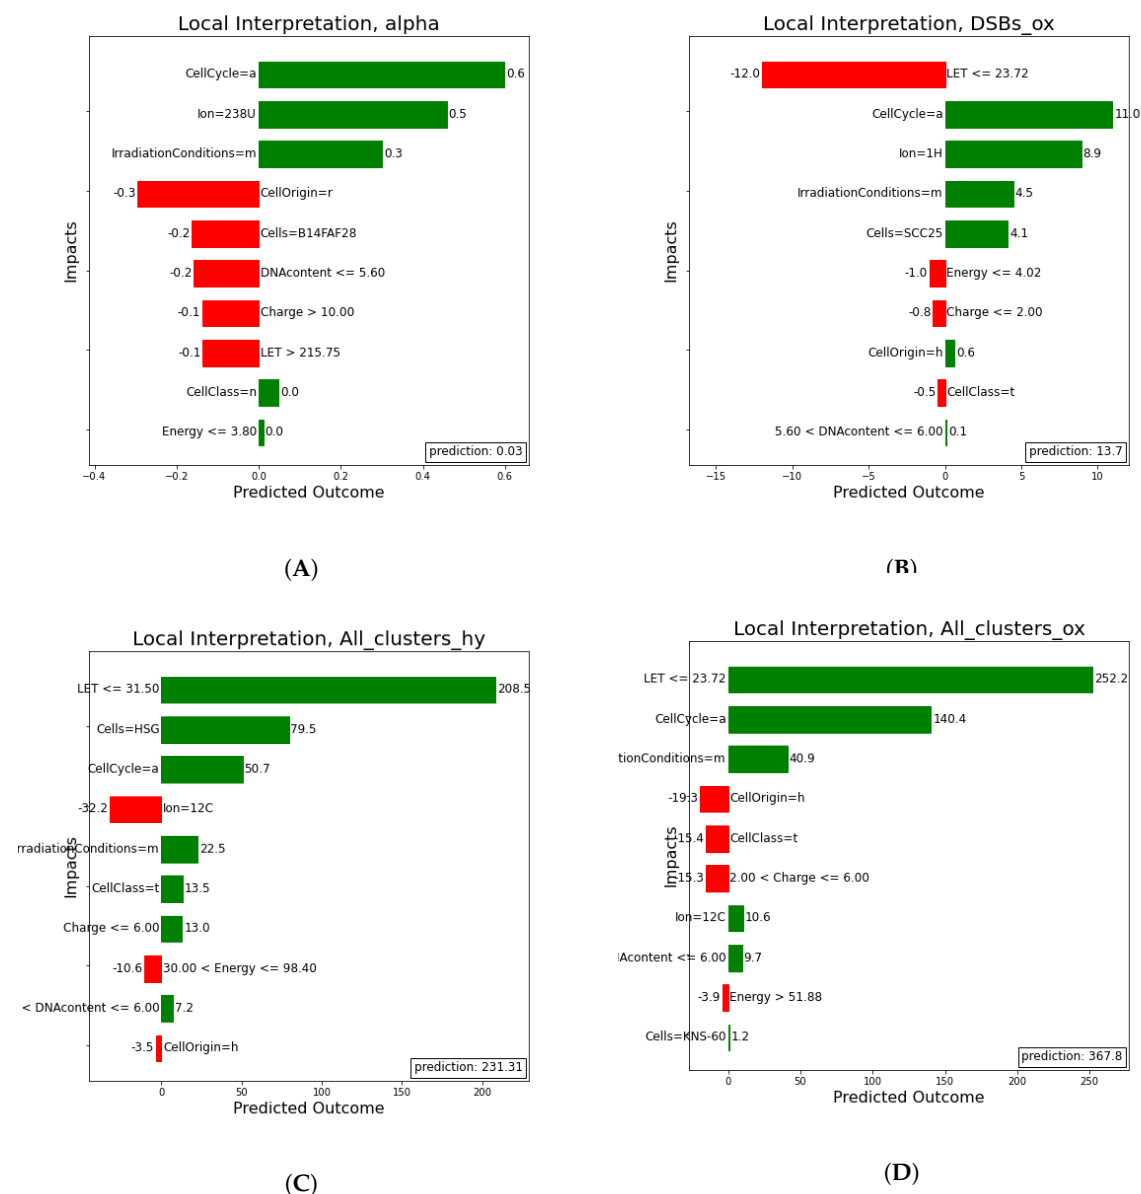 Local Interpretation, alpha
CellCycle=a 0.6
Ion=238U 0.5
IrradiationConditions=m 0.3
-0.3 CellOrigin=r
-0.2 Cells=B14FAF28
-0.2 DNAcontent <= 5.60
-0.1 Charge > 10.00
-0.1 LET > 215.75
CellClass=n 0.0
Energy <= 3.80 0.0
Impacts
prediction: 0.03
−0.4 −0.2 0.0 0.2 0.4 0.6
Predicted Outcome
(A)
Local Interpretation, DSBs_ox
-12.0 LET <= 23.72
CellCycle=a 11.0
Ion=1H 8.9
IrradiationConditions=m 4.5
Cells=SCC25 4.1
-1.0 Energy <= 4.02
-0.8 Charge <= 2.00
CellOrigin=h 0.6
-0.5 CellClass=t
5.60 < DNAcontent <= 6.00 0.1
Impacts
prediction: 13.7
−15 −10 −5 0 5 10
Predicted Outcome
(B)
Local Interpretation, All_clusters_hy
LET <= 31.50 208.5
Cells=HSG 79.5
CellCycle=a 50.7
-32.2 Ion=12C
rradiationConditions=m 22.5
CellClass=t 13.5
Charge <= 6.00 13.0
-10.6 30.00 < Energy <= 98.40
< DNAcontent <= 6.00 7.2
-3.5 CellOrigin=h
Impacts
prediction: 231.31
0 50 100 150 200
Predicted Outcome
(C)
Local Interpretation, All_clusters_ox
LET <= 23.72 252.2
CellCycle=a 140.4
tionConditions=m 40.9
-19.3 CellOrigin=h
-15.4 CellClass=t
-15.3 2.00 < Charge <= 6.00
Ion=12C 10.6
Acontent <= 6.00 9.7
-3.9 Energy > 51.88
Cells=KNS-60 1.2
Impacts
prediction: 367.8
0 50 100 150 200 250
Predicted Outcome
(D)